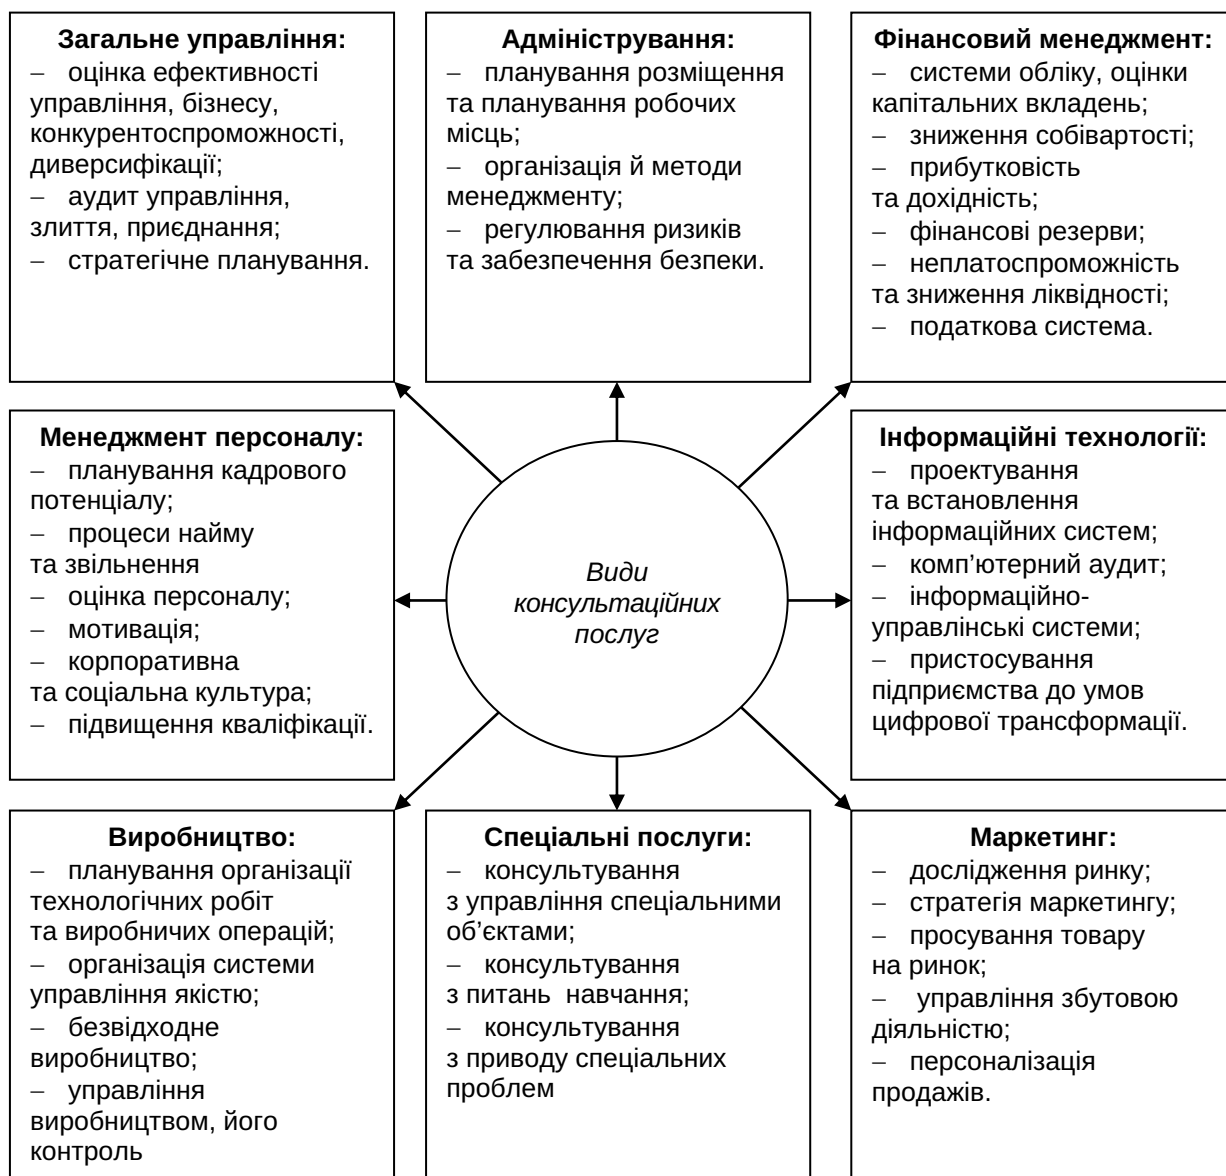 Загальне управління:
– оцінка ефективності
управління, бізнесу,
конкурентоспроможності,
диверсифікації;
– аудит управління,
злиття, приєднання;
– стратегічне планування.
Адміністрування:
– планування розміщення
та планування робочих
місць;
– організація й методи
менеджменту;
– регулювання ризиків
та забезпечення безпеки.
Фінансовий менеджмент:
– системи обліку, оцінки
капітальних вкладень;
– зниження собівартості;
– прибутковість
та дохідність;
– фінансові резерви;
– неплатоспроможність
та зниження ліквідності;
– податкова система.
Менеджмент персоналу:
– планування кадрового
потенціалу;
– процеси найму
та звільнення
– оцінка персоналу;
– мотивація;
– корпоративна
та соціальна культура;
– підвищення кваліфікації.
Види
консультаційних
послуг
Інформаційні технології:
– проектування
та встановлення
інформаційних систем;
– комп’ютерний аудит;
– інформаційно-
управлінські системи;
– пристосування
підприємства до умов
цифрової трансформації.
Виробництво:
– планування організації
технологічних робіт
та виробничих операцій;
– організація системи
управління якістю;
– безвідходне
виробництво;
– управління
виробництвом, його
контроль
Спеціальні послуги:
– консультування
з управління спеціальними
об’єктами;
– консультування
з питань навчання;
– консультування
з приводу спеціальних
проблем
Маркетинг:
– дослідження ринку;
– стратегія маркетингу;
– просування товару
на ринок;
– управління збутовою
діяльністю;
– персоналізація
продажів.